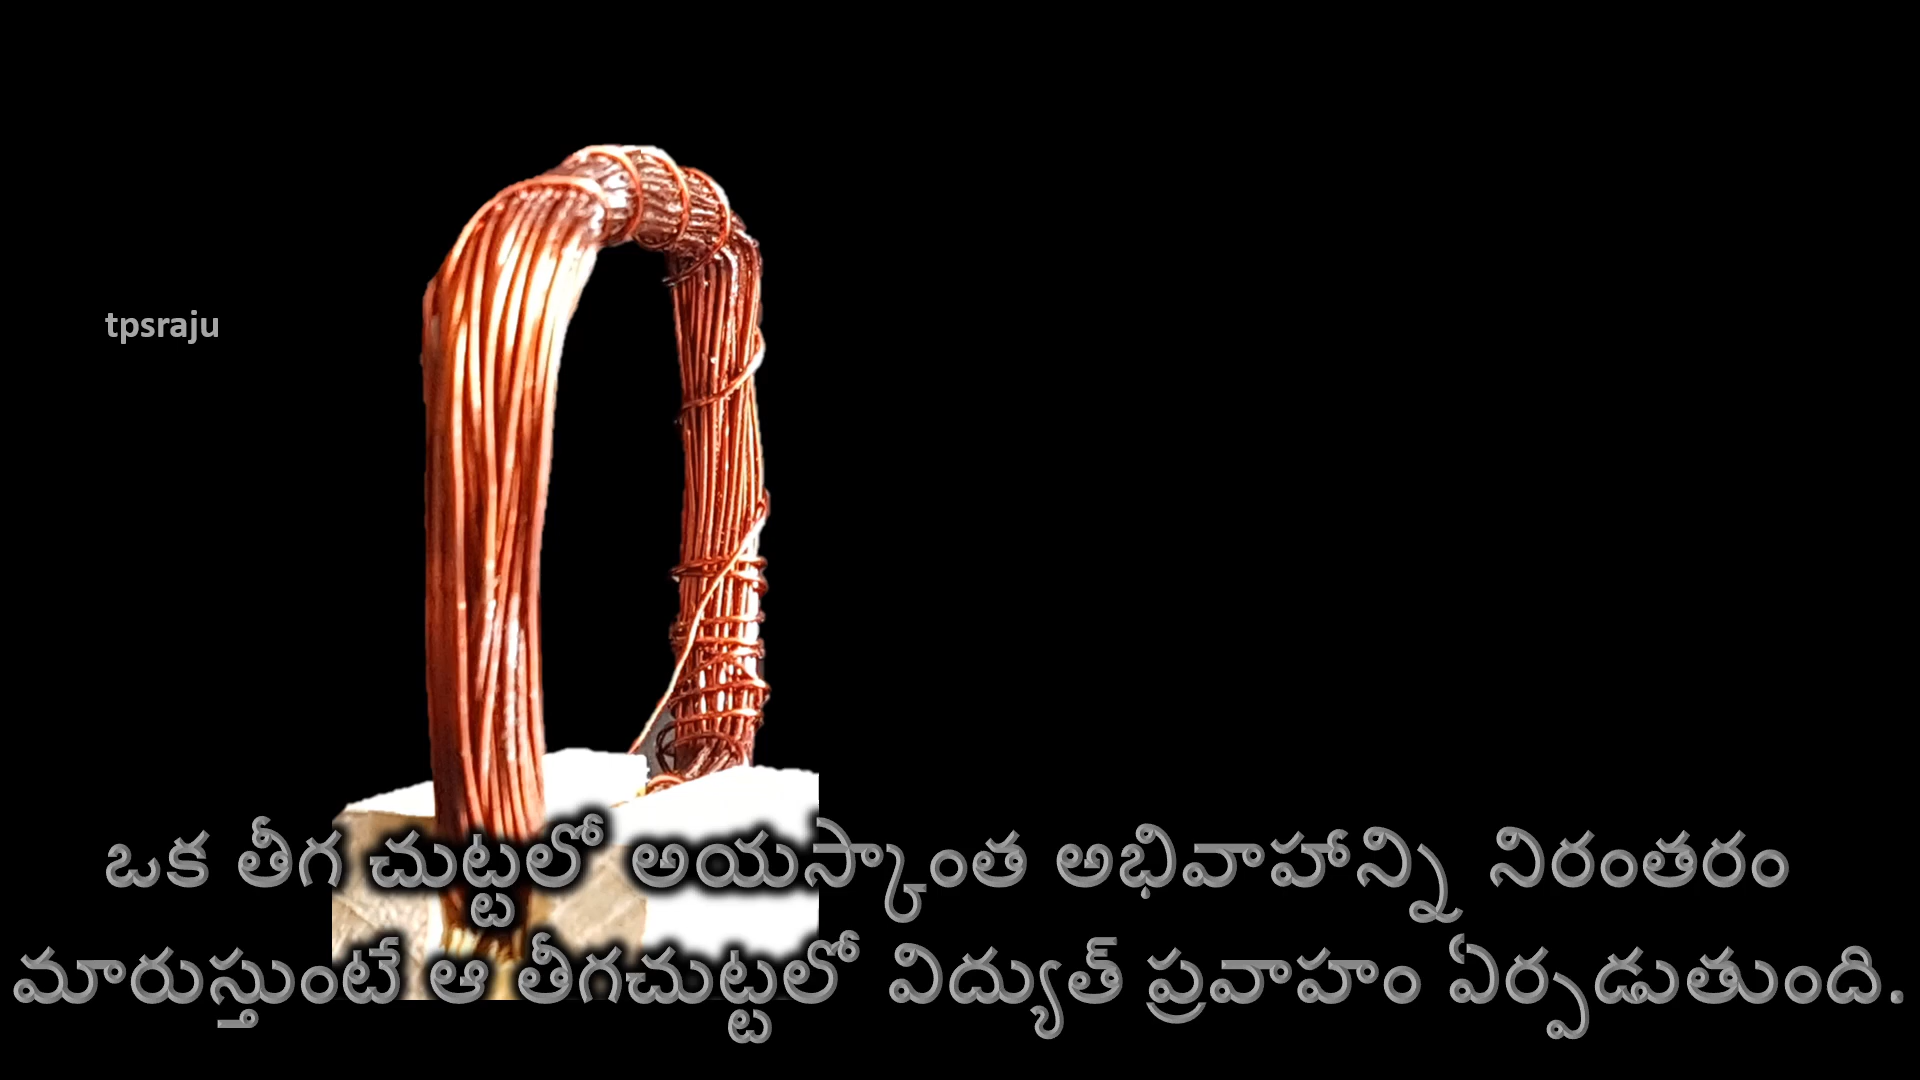 tpsraju
ఒక తీగ చుట్టలో అయస్కాంత అభివాహాన్ని నిరంతరం
మారుస్తుంటే ఆ తీగచుట్టలో విద్యుత్ ప్రవాహం ఏర్పడుతుంది.